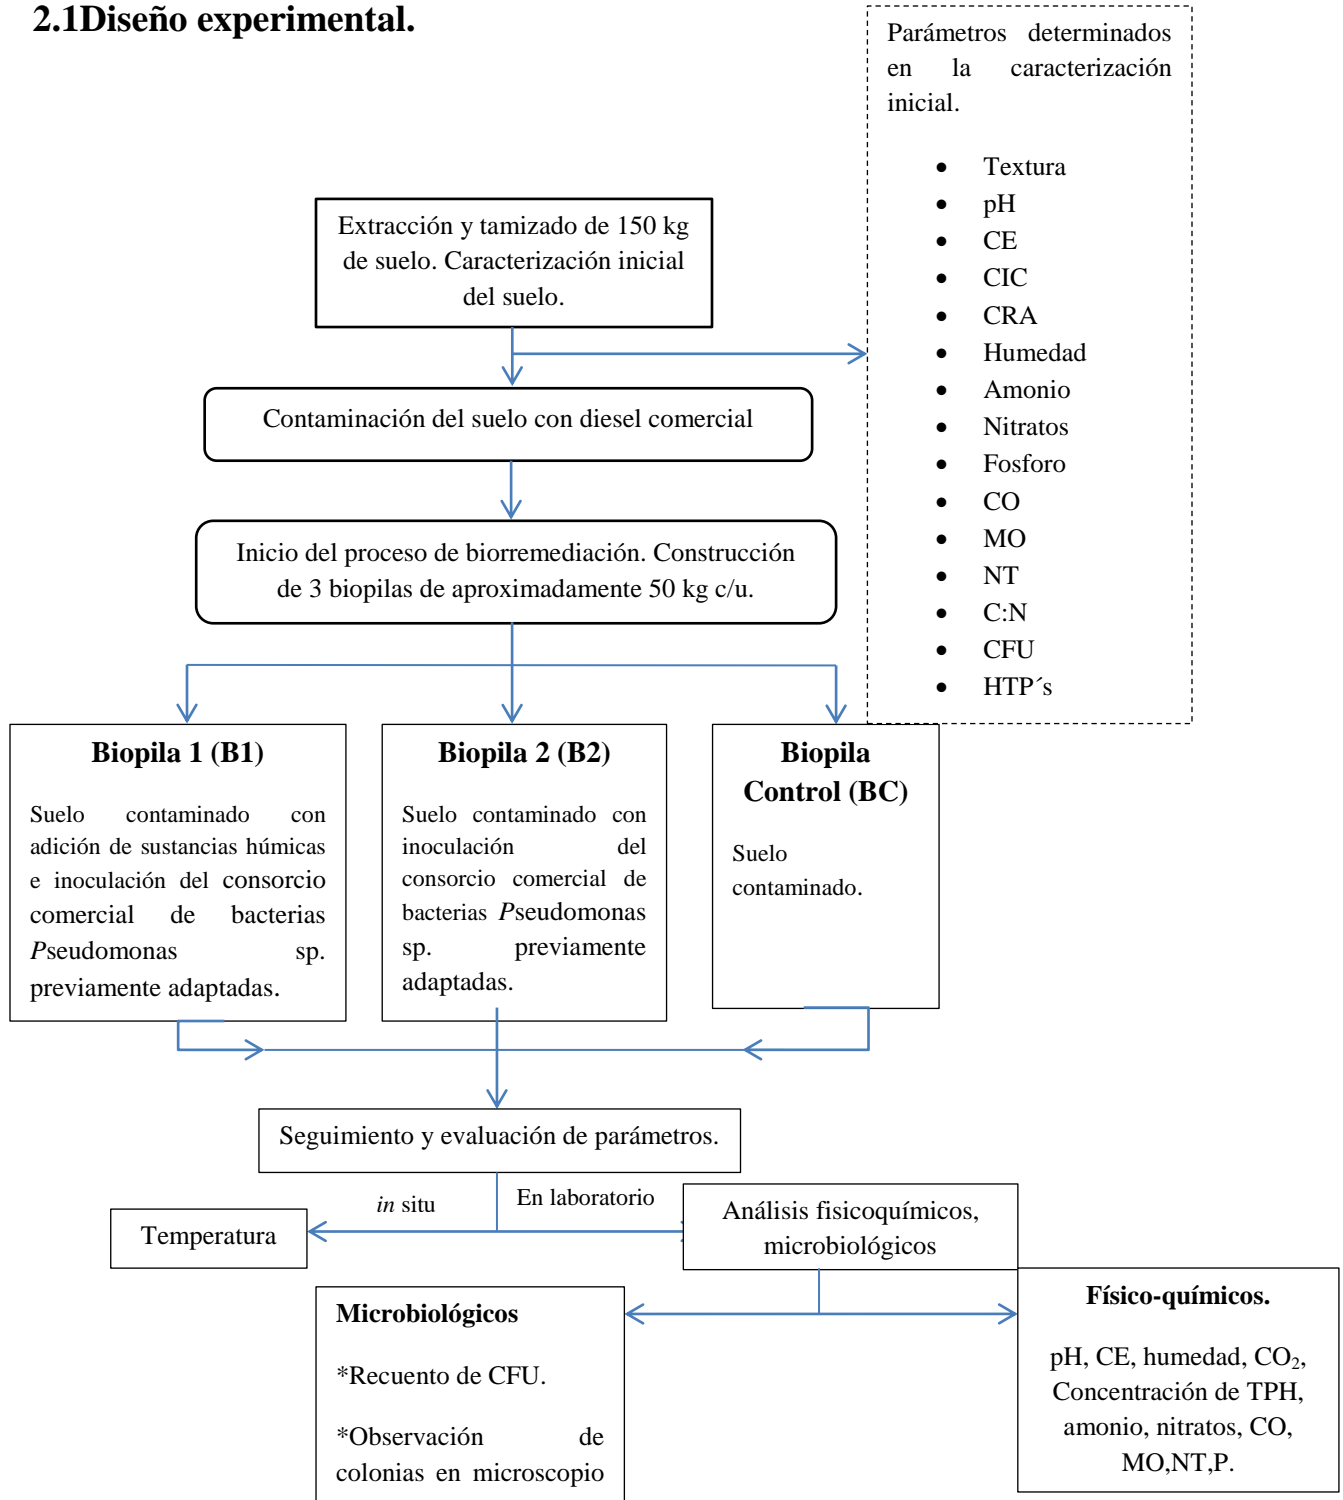 2.1Diseño experimental.
Parámetros determinados
en la caracterización
inicial.
• Textura
• pH
• CE
• CIC
• CRA
• Humedad
• Amonio
• Nitratos
• Fosforo
• CO
• MO
• NT
• C:N
• CFU
• HTP´s
Extracción y tamizado de 150 kg
de suelo. Caracterización inicial
del suelo.
Contaminación del suelo con diesel comercial
Inicio del proceso de biorremediación. Construcción
de 3 biopilas de aproximadamente 50 kg c/u.
Biopila 1 (B1)
Suelo contaminado con
adición de sustancias húmicas
e inoculación del consorcio
comercial de bacterias
Pseudomonas sp.
previamente adaptadas.
Biopila 2 (B2)
Suelo contaminado con
inoculación del
consorcio comercial de
bacterias Pseudomonas
sp. previamente
adaptadas.
Biopila
Control (BC)
Suelo
contaminado.
Seguimiento y evaluación de parámetros.
in situ
En laboratorio
Temperatura
Análisis fisicoquímicos,
microbiológicos
Microbiológicos
*Recuento de CFU.
*Observación de
colonias en microscopio
Físico-químicos.
pH, CE, humedad, CO₂,
Concentración de TPH,
amonio, nitratos, CO,
MO,NT,P.